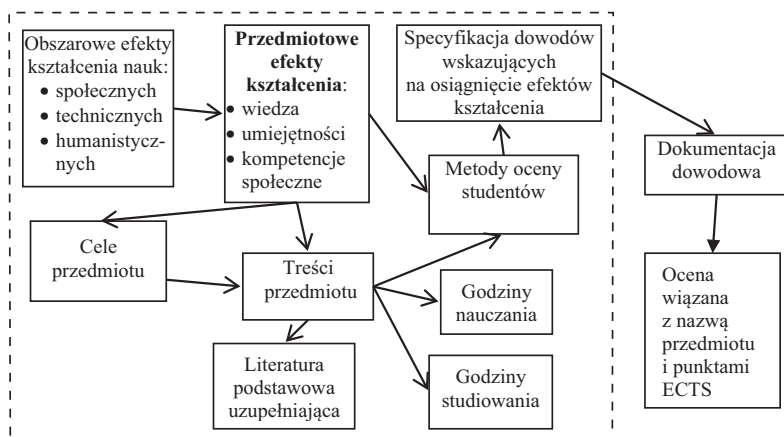 Obszarowe efekty
kształcenia nauk:
• społecznych
• technicznych
• humanistycz-
nych
Przedmiotowe
efekty
kształcenia:
• wiedza
• umiejętności
• kompetencje
społeczne
Specyfikacja dowodów
wskazujących
na osiągnięcie efektów
kształcenia
Metody oceny
studentów
Dokumentacja
dowodowa
Cele
przedmiotu
Treści
przedmiotu
Godziny
nauczania
Ocena
wiązana
z nazwą
przedmiotu
i punktami
ECTS
Literatura
podstawowa
uzupełniająca
Godziny
studiowania